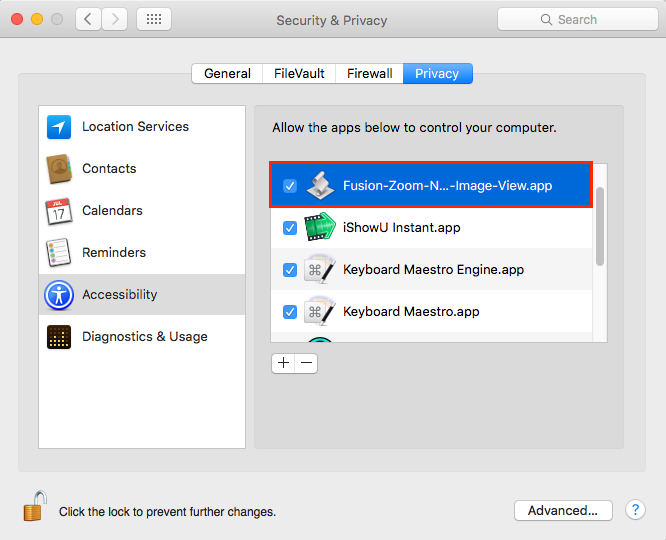 Security & Privacy
Search
General
FileVault
Firewall
Privacy
Location Services
Contacts
JUL
17
Calendars
Reminders
Accessibility
Diagnostics & Usage
Allow the apps below to control your computer.
Fusion-Zoom-N...-Image-View.app
iShowU Instant.app
Keyboard Maestro Engine.app
Keyboard Maestro.app
+
−
Click the lock to prevent further changes.
Advanced...
?